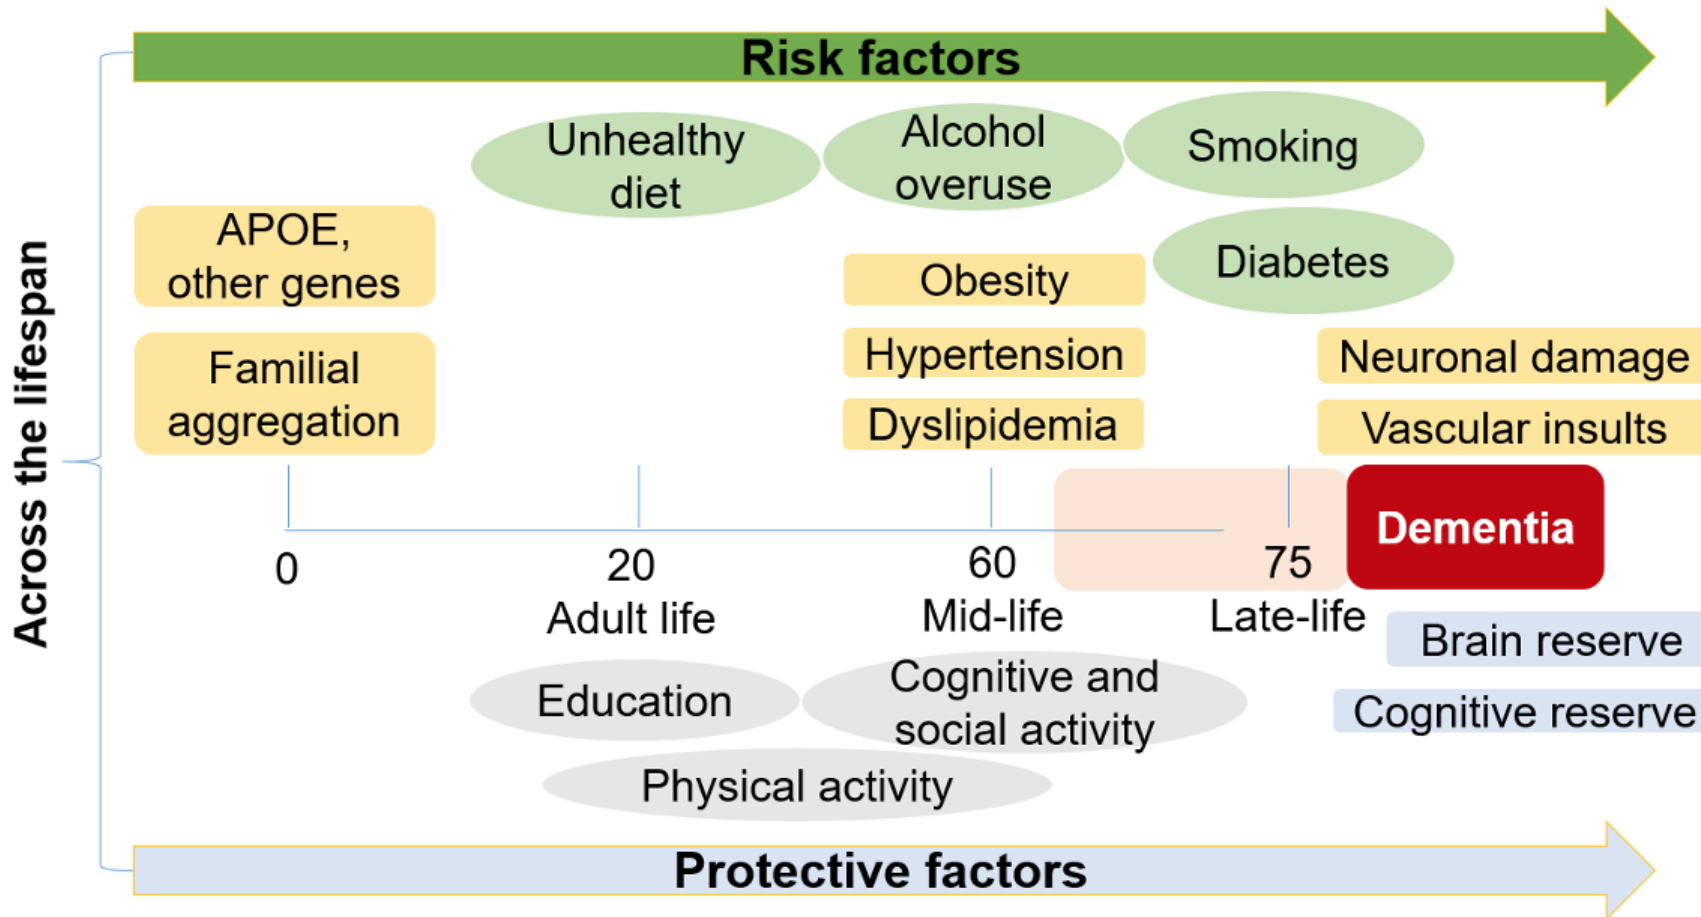 Risk factors
Across the lifespan
Unhealthy
diet
Alcohol
overuse
Smoking
APOE,
other genes
Diabetes
Obesity
Familial
aggregation
Hypertension
Neuronal damage
Dyslipidemia
Vascular insults
Dementia
0
20
60
75
Adult life
Mid-life
Late-life
Brain reserve
Education
Cognitive and
social activity
Cognitive reserve
Physical activity
Protective factors